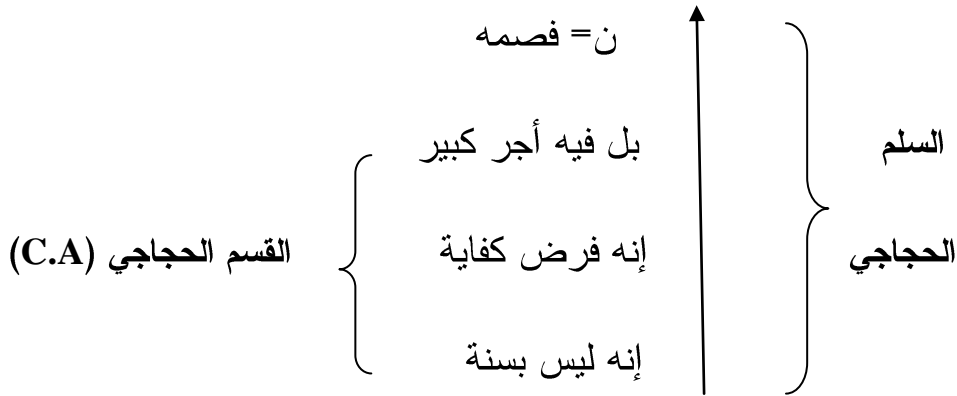 ن= فصمه
بل فيه أجر كبير
السلم
إنه فرض كفاية
الحجاجي
القسم الحجاجي (C.A)
إنه ليس بسنة